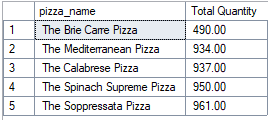 pizza_name Total Quantity
1 The Brie Carre Pizza 490.00
2 The Mediterranean Pizza 934.00
3 The Calabrese Pizza 937.00
4 The Spinach Supreme Pizza 950.00
5 The Soppressata Pizza 961.00